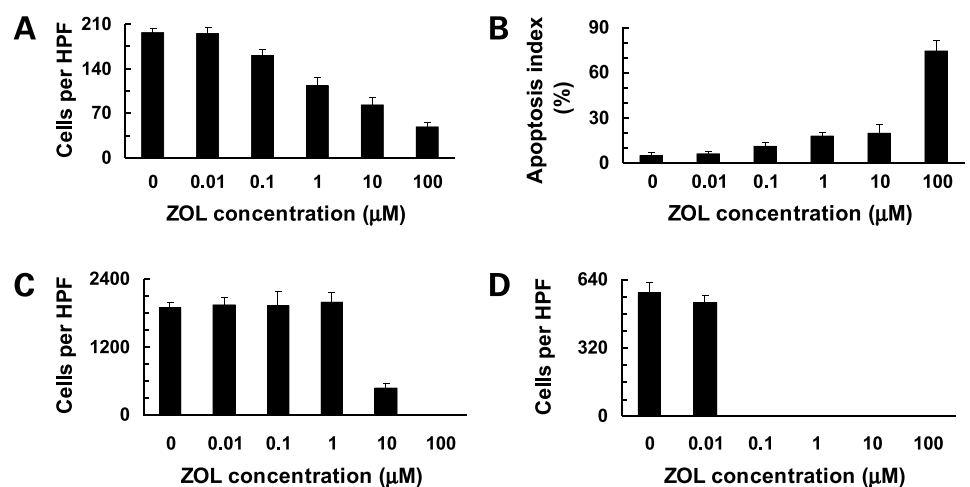 A
Cells per HPF
210
140
70
0
0 0.01 0.1 1 10 100
ZOL concentration (μM)
B
Apoptosis index
(%)
90
60
30
0
0 0.01 0.1 1 10 100
ZOL concentration (μM)
C
Cells per HPF
2400
1200
0
0 0.01 0.1 1 10 100
ZOL concentration (μM)
D
Cells per HPF
640
320
0
0 0.01 0.1 1 10 100
ZOL concentration (μM)